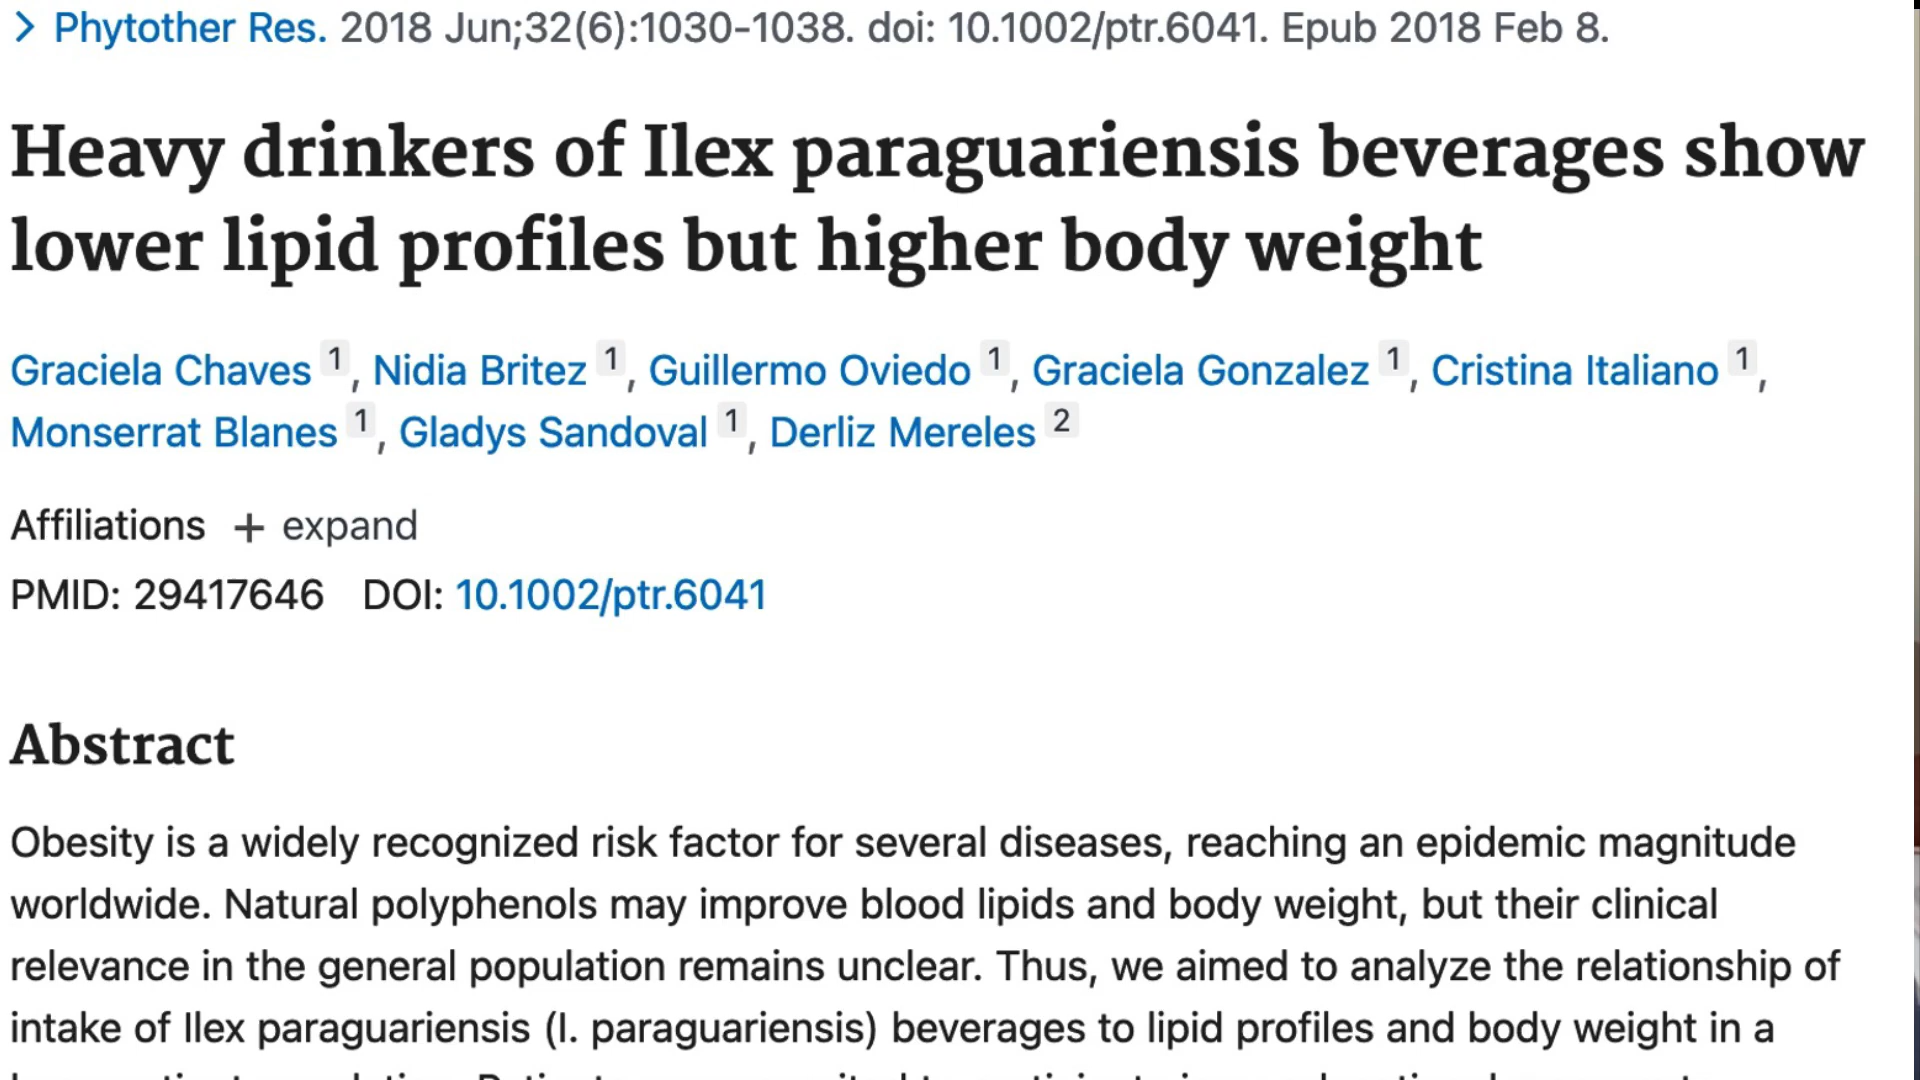 > Phytother Res. 2018 Jun;32(6):1030-1038. doi: 10.1002/ptr.6041. Epub 2018 Feb 8.
Heavy drinkers of Ilex paraguariensis beverages show
lower lipid profiles but higher body weight
Graciela Chaves 1, Nidia Britez 1, Guillermo Oviedo 1, Graciela Gonzalez 1, Cristina Italiano 1,
Monserrat Blanes 1, Gladys Sandoval 1, Derliz Mereles 2
Affiliations + expand
PMID: 29417646 DOI: 10.1002/ptr.6041
Abstract
Obesity is a widely recognized risk factor for several diseases, reaching an epidemic magnitude
worldwide. Natural polyphenols may improve blood lipids and body weight, but their clinical
relevance in the general population remains unclear. Thus, we aimed to analyze the relationship of
intake of Ilex paraguariensis (I. paraguariensis) beverages to lipid profiles and body weight in a